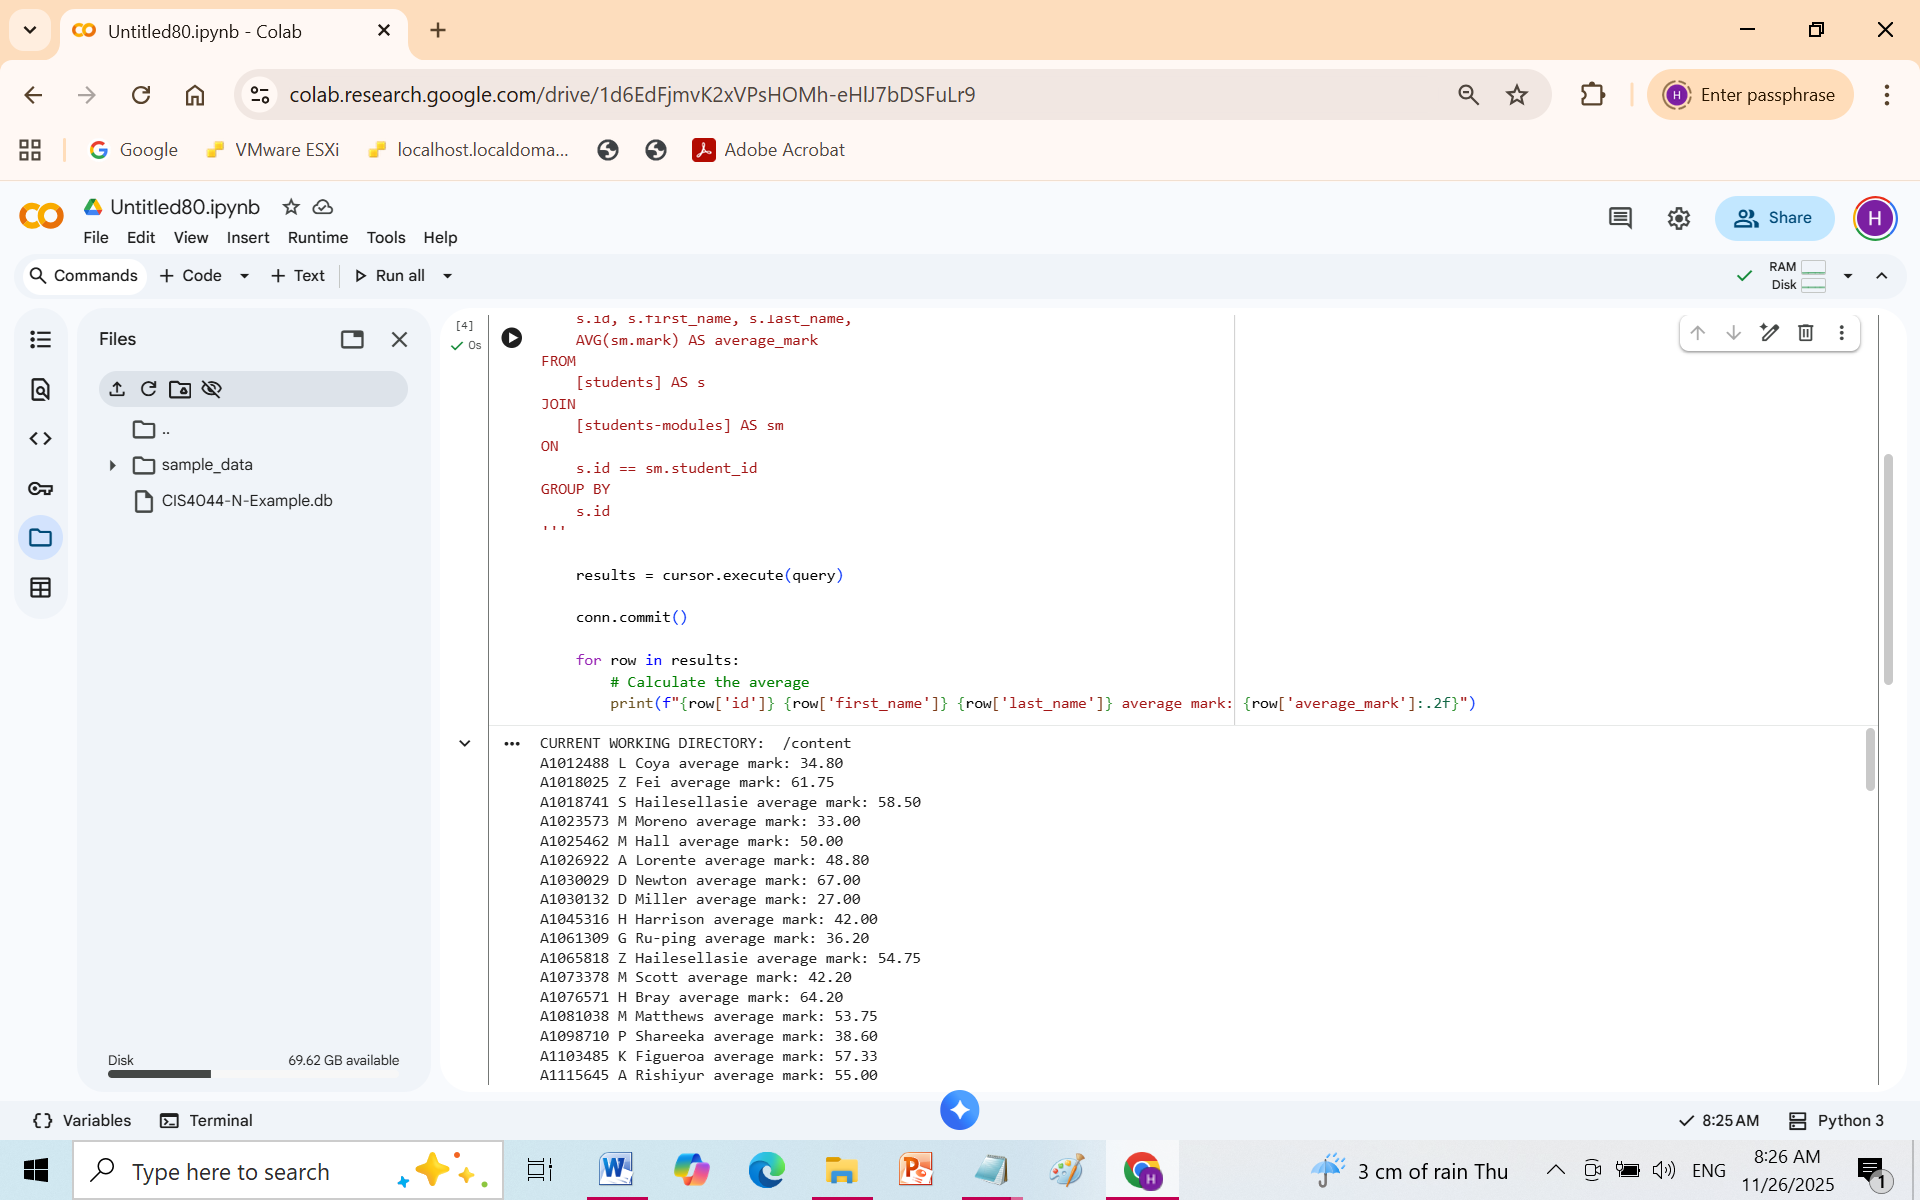 Untitled80.ipynb - Colab
colab.research.google.com/drive/1d6EdFjmvK2xVPsHOMh-eHlJ7bDSFuLr9
H Enter passphrase
Google VMware ESXi localhost.localdoma... Adobe Acrobat
Untitled80.ipynb
File Edit View Insert Runtime Tools Help
Share
H
Commands + Code + Text Run all
RAM
Disk
Files
..
sample_data
CIS4044-N-Example.db
Disk 69.62 GB available
[4]
0s
s.id, s.first_name, s.last_name,
AVG(sm.mark) AS average_mark
FROM
[students] AS s
JOIN
[students-modules] AS sm
ON
s.id == sm.student_id
GROUP BY
s.id
'''
results = cursor.execute(query)
conn.commit()
for row in results:
# Calculate the average
print(f"{row['id']} {row['first_name']} {row['last_name']} average mark: {row['average_mark']:.2f}")
CURRENT WORKING DIRECTORY:  /content
A1012488 L Coya average mark: 34.80
A1018025 Z Fei average mark: 61.75
A1018741 S Hailesellasie average mark: 58.50
A1023573 M Moreno average mark: 33.00
A1025462 M Hall average mark: 50.00
A1026922 A Lorente average mark: 48.80
A1030029 D Newton average mark: 67.00
A1030132 D Miller average mark: 27.00
A1045316 H Harrison average mark: 42.00
A1061309 G Ru-ping average mark: 36.20
A1065818 Z Hailesellasie average mark: 54.75
A1073378 M Scott average mark: 42.20
A1076571 H Bray average mark: 64.20
A1081038 M Matthews average mark: 53.75
A1098710 P Shareeka average mark: 38.60
A1103485 K Figueroa average mark: 57.33
A1115645 A Rishiyur average mark: 55.00
Variables Terminal
8:25 AM Python 3
Type here to search
3 cm of rain Thu
ENG
8:26 AM
11/26/2025
1